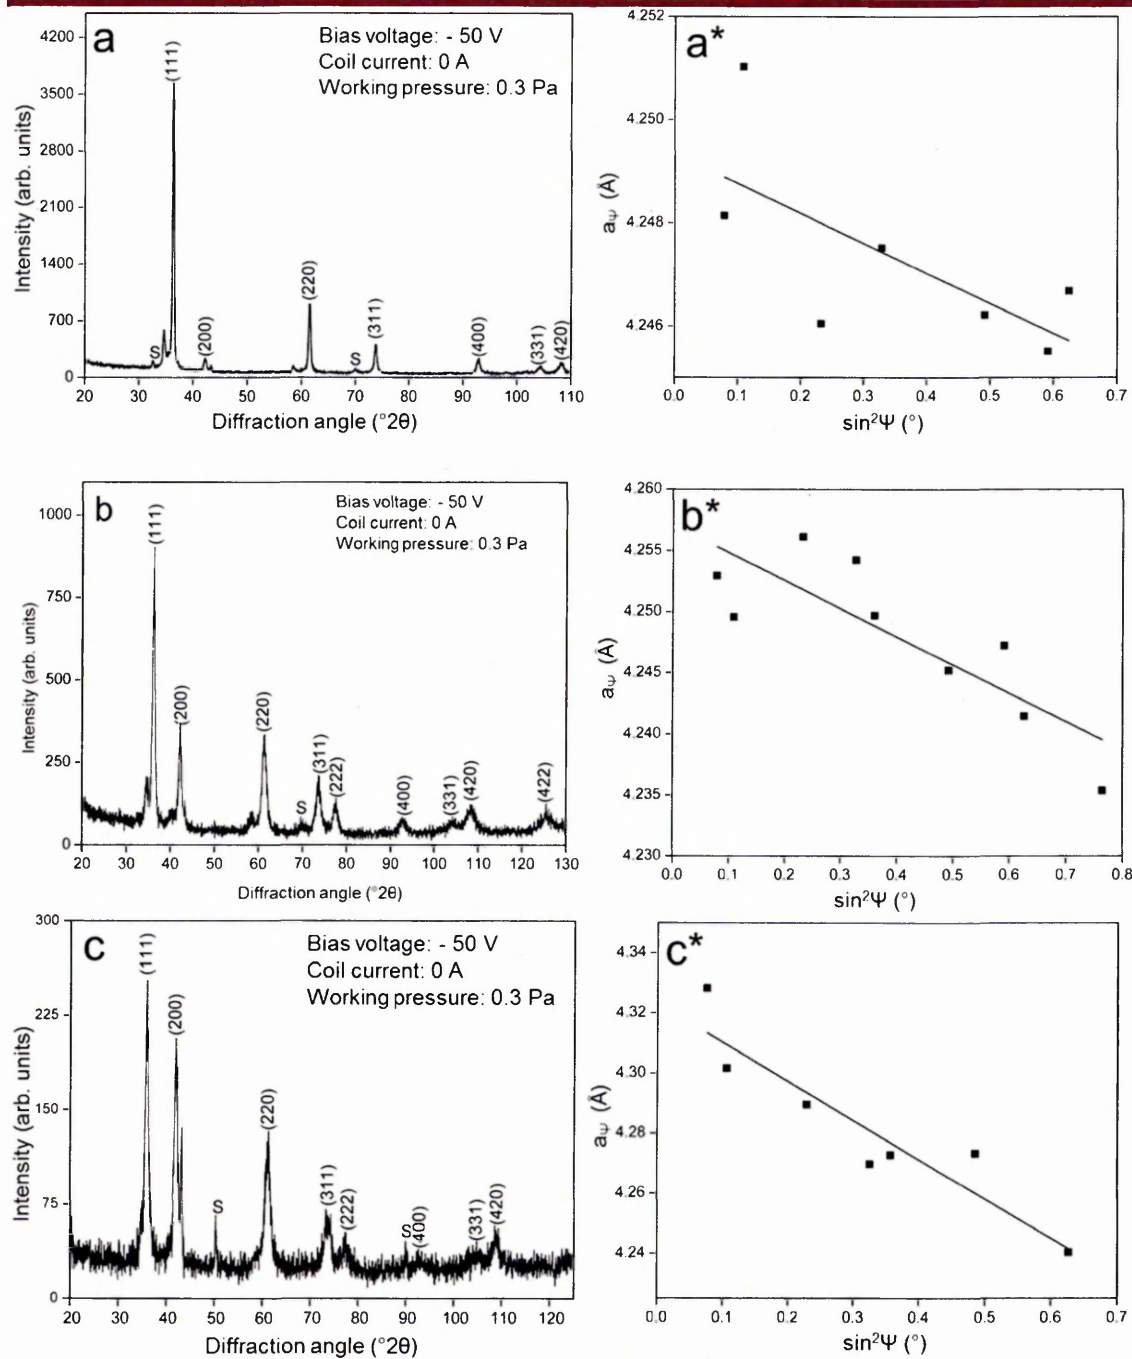 a
Bias voltage: - 50 V
Coil current: 0 A
Working pressure: 0.3 Pa
(111)
S
(200)
(220)
(311)
S
(400)
(331)
(420)
4200
3500
2800
2100
1400
700
0
20 30 40 50 60 70 80 90 100 110
Intensity (arb. units)
Diffraction angle (°2θ)
a*
4.252
4.250
4.248
4.246
0.0 0.1 0.2 0.3 0.4 0.5 0.6 0.7
aΨ (Å)
sin²Ψ (°)
b
Bias voltage: - 50 V
Coil current: 0 A
Working pressure: 0.3 Pa
(111)
(200)
(220)
S
(311)
(222)
(400)
(331)
(420)
(422)
1000
750
500
250
0
20 30 40 50 60 70 80 90 100 110 120 130
Intensity (arb. units)
Diffraction angle (°2θ)
b*
4.260
4.255
4.250
4.245
4.240
4.235
4.230
0.0 0.1 0.2 0.3 0.4 0.5 0.6 0.7 0.8
aΨ (Å)
sin²Ψ (°)
c
Bias voltage: - 50 V
Coil current: 0 A
Working pressure: 0.3 Pa
(111)
(200)
S
(220)
(311)
(222)
S
(400)
(331)
(420)
300
225
150
75
0
20 30 40 50 60 70 80 90 100 110 120
Intensity (arb. units)
Diffraction angle (°2θ)
c*
4.34
4.32
4.30
4.28
4.26
4.24
0.0 0.1 0.2 0.3 0.4 0.5 0.6 0.7
aΨ (Å)
sin²Ψ (°)